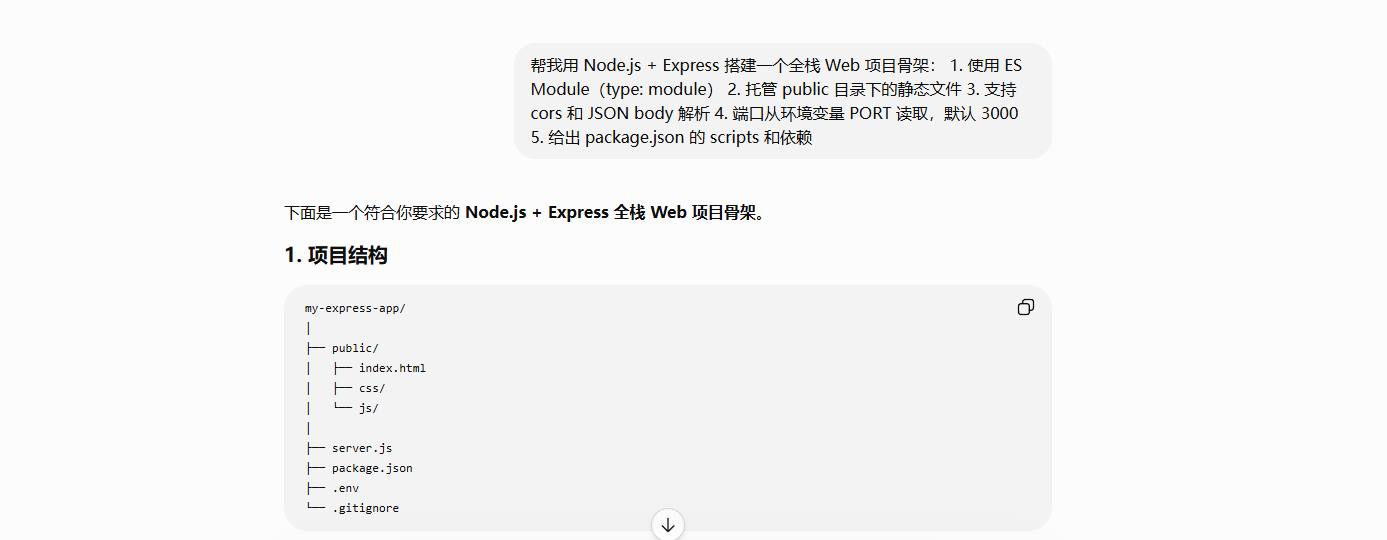 帮我用 Node.js + Express 搭建一个全栈 Web 项目骨架： 1. 使用 ES
Module（type: module） 2. 托管 public 目录下的静态文件 3. 支持
cors 和 JSON body 解析 4. 端口从环境变量 PORT 读取，默认 3000
5. 给出 package.json 的 scripts 和依赖
下面是一个符合你要求的 Node.js + Express 全栈 Web 项目骨架。
1. 项目结构
my-express-app/
│
├── public/
│   ├── index.html
│   ├── css/
│   └── js/
│
├── server.js
├── package.json
├── .env
└── .gitignore